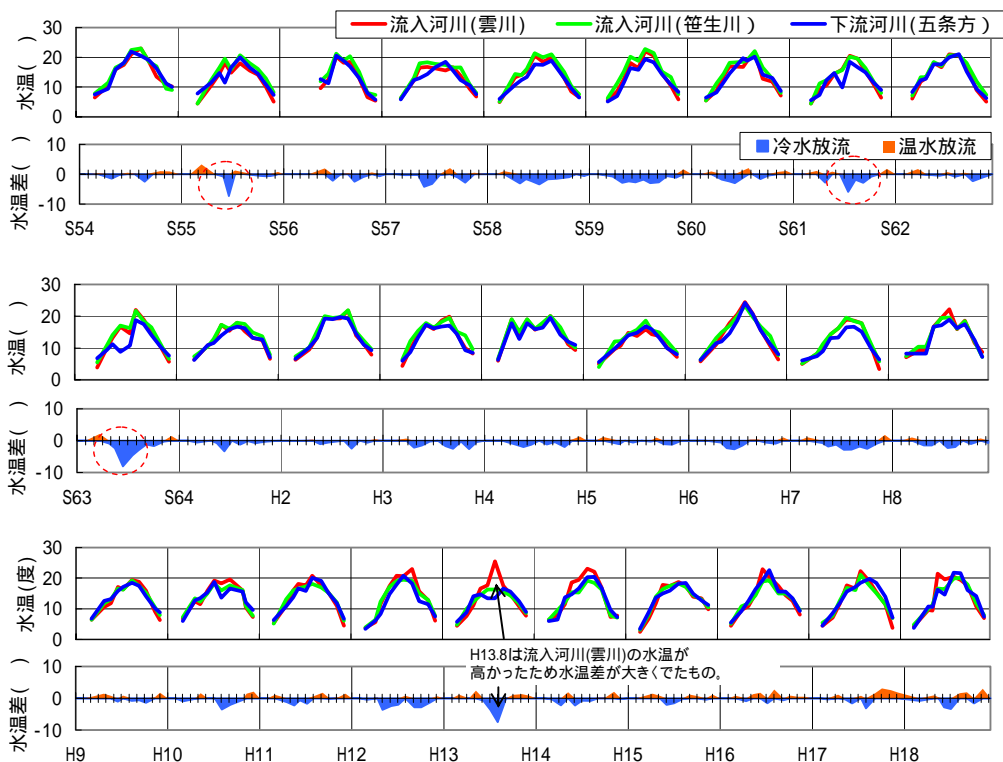 流入河川(雲川) 流入河川(笹生川) 下流河川(五条方)
水温( )
30
20
10
0
冷水放流 温水放流
水温差( )
10
0
-10
S54 S55 S56 S57 S58 S59 S60 S61 S62
水温( )
30
20
10
0
水温差( )
10
0
-10
S63 S64 H2 H3 H4 H5 H6 H7 H8
水温(度)
30
20
10
0
H13.8は流入河川(雲川)の水温が
高かったため水温差が大きくでたもの。
水温差( )
10
0
-10
H9 H10 H11 H12 H13 H14 H15 H16 H17 H18